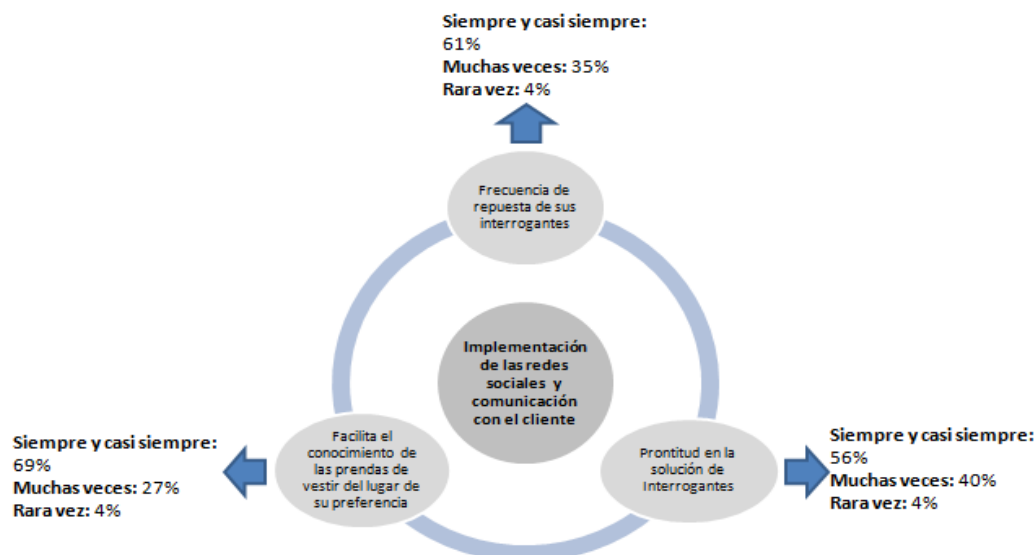 Siempre y casi siempre:
61%
Muchas veces: 35%
Rara vez: 4%
Frecuencia de
repuesta de sus
interrogantes
Implementación
de las redes
sociales y
comunicación
con el cliente
Siempre y casi siempre:
69%
Muchas veces: 27%
Rara vez: 4%
Facilita el
conocimiento de
las prendas de
vestir del lugar de
su preferencia
Prontitud en la
solución de
Interrogantes
Siempre y casi siempre:
56%
Muchas veces: 40%
Rara vez: 4%